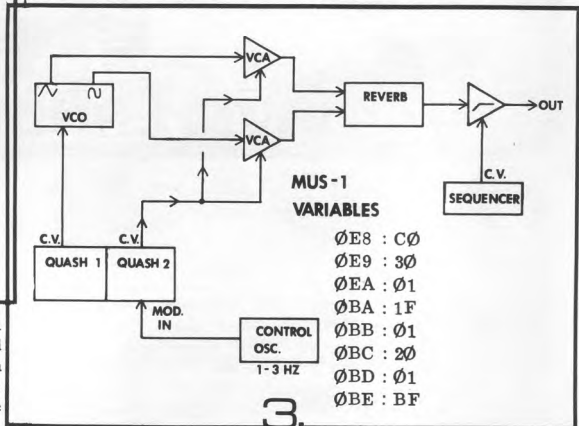 VCA
REVERB
OUT
VCO
VCA
C.V.
SEQUENCER
MUS-1
VARIABLES
C.V.
C.V.
QUASH 1
QUASH 2
MOD.
IN
CONTROL
OSC.
1-3 HZ
ØE8 : CØ
ØE9 : 3Ø
ØEA : Ø1
ØBA : 1F
ØBB : Ø1
ØBC : 2Ø
ØBD : Ø1
ØBE : BF
3.